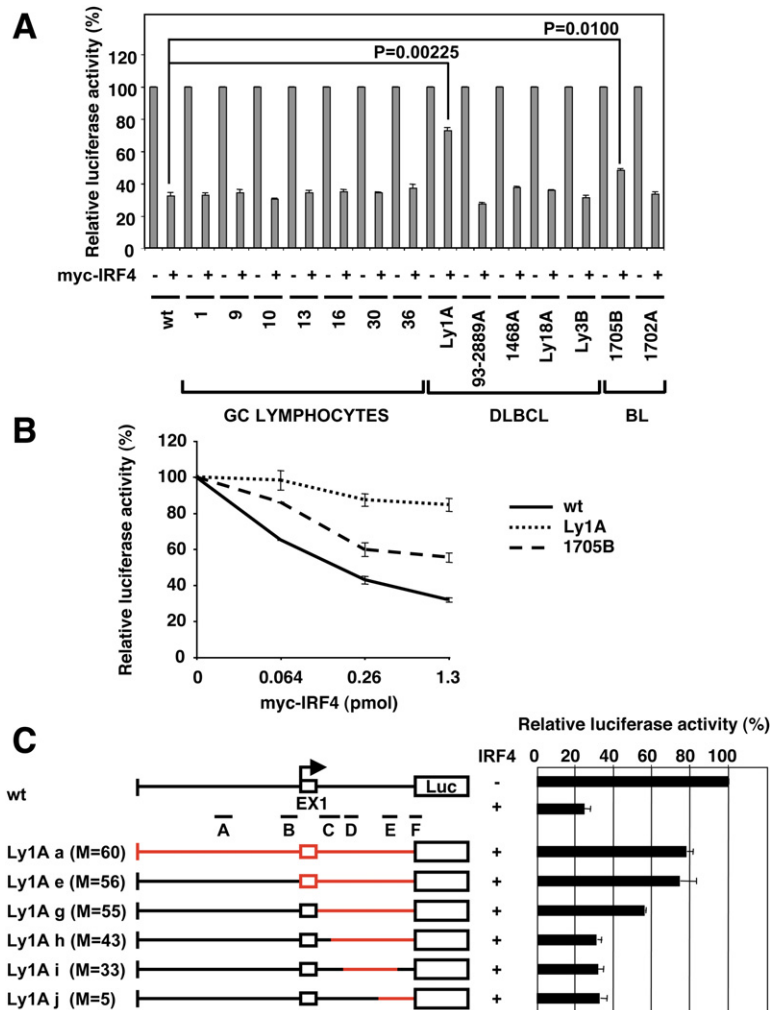 A
Relative luciferase activity (%)
120
100
80
60
40
20
0
P=0.0100
P=0.00225
myc-IRF4 - + - + - + - + - + - + - + - + - + - + - + - + - + - + - +
wt 1 9 10 13 16 30 36 Ly1A 93-2889A 1468A Ly18A Ly3B 1705B 1702A
GC LYMPHOCYTES DLBCL BL
B
Relative luciferase activity (%)
120
100
80
60
40
20
0
0 0.064 0.26 1.3
myc-IRF4 (pmol)
wt
Ly1A
1705B
C
Relative luciferase activity (%)
IRF4 0 20 40 60 80 100
wt Luc -
EX1 +
A B C D E F
Ly1A a (M=60) +
Ly1A e (M=56) +
Ly1A g (M=55) +
Ly1A h (M=43) +
Ly1A i (M=33) +
Ly1A j (M=5) +